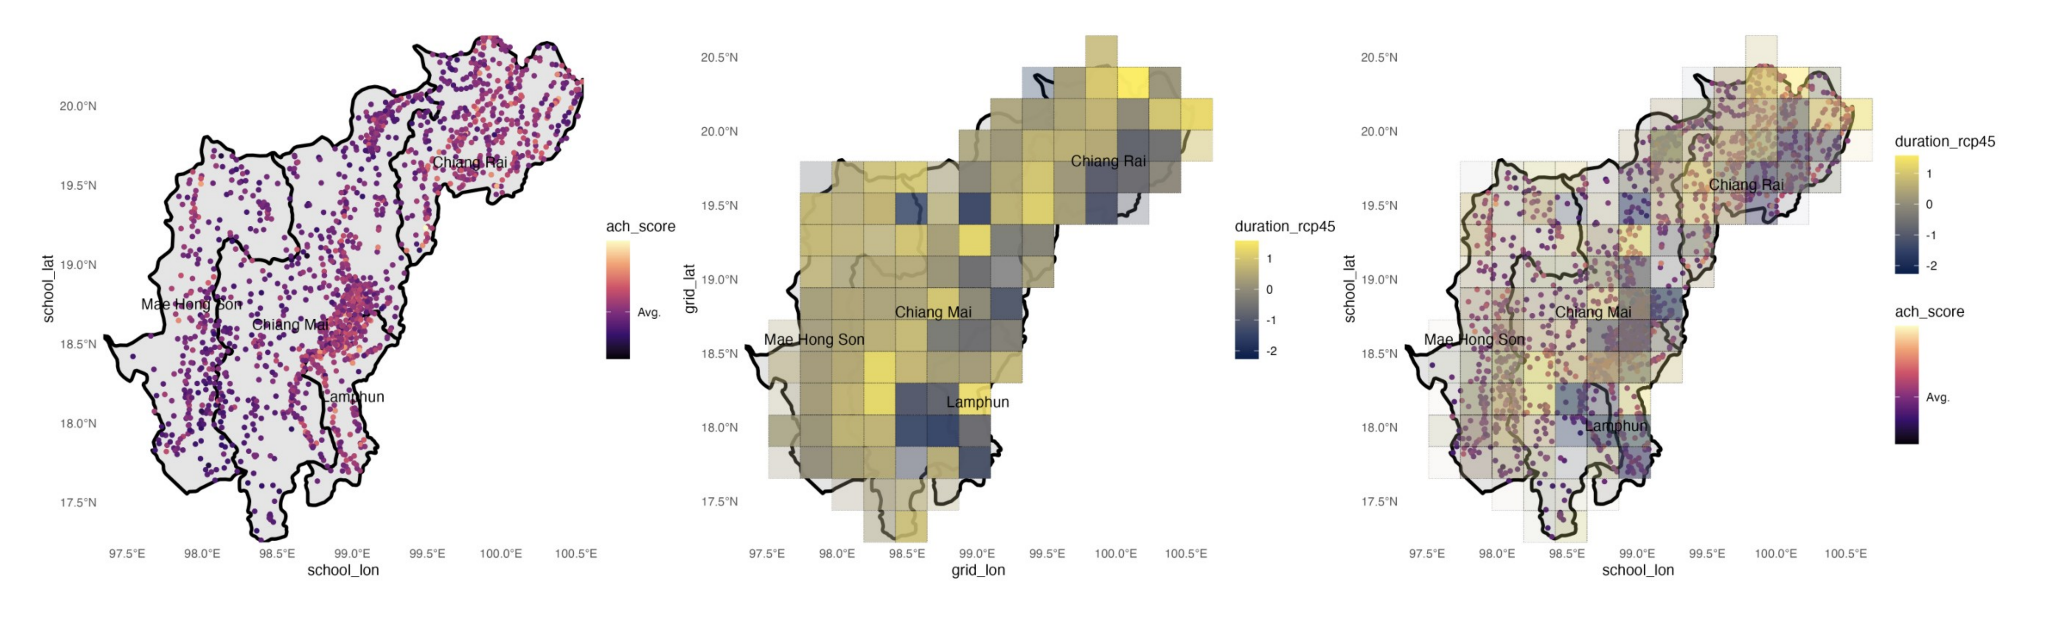 20.0°N
19.5°N
19.0°N
18.5°N
18.0°N
17.5°N
school_lat
97.5°E 98.0°E 98.5°E 99.0°E 99.5°E 100.0°E 100.5°E
school_lon
Chiang Rai
Mae Hong Son
Chiang Mai
Lamphun
ach_score
Avg.
20.5°N
20.0°N
19.5°N
19.0°N
18.5°N
18.0°N
17.5°N
grid_lat
97.5°E 98.0°E 98.5°E 99.0°E 99.5°E 100.0°E 100.5°E
grid_lon
Chiang Rai
Chiang Mai
Mae Hong Son
Lamphun
duration_rcp45
1
0
-1
-2
20.5°N
20.0°N
19.5°N
19.0°N
18.5°N
18.0°N
17.5°N
school_lat
97.5°E 98.0°E 98.5°E 99.0°E 99.5°E 100.0°E 100.5°E
school_lon
Chiang Rai
Chiang Mai
Mae Hong Son
Lamphun
duration_rcp45
1
0
-1
-2
ach_score
Avg.